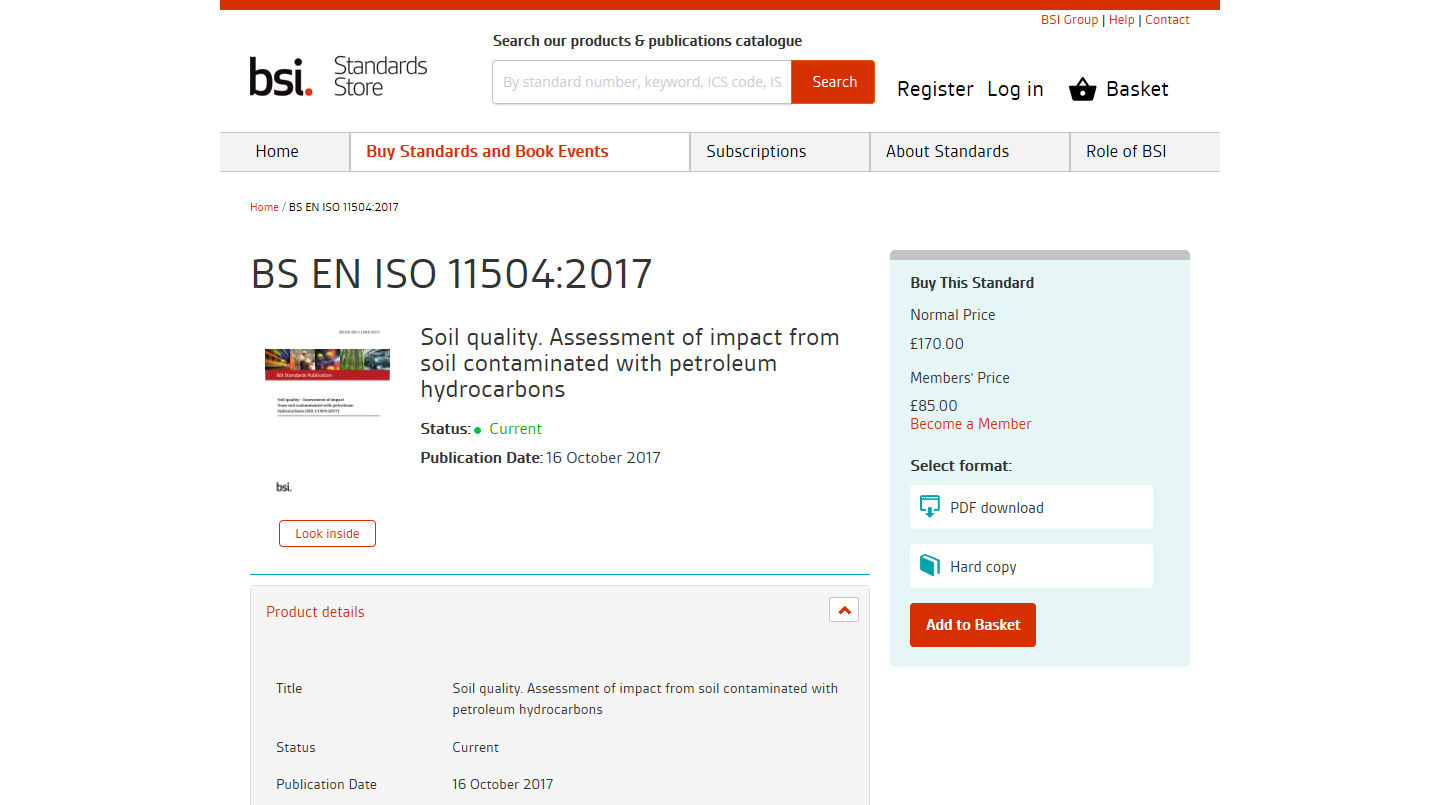 BSI Group | Help | Contact
Search our products & publications catalogue
bsi. Standards
Store
By standard number, keyword, ICS code, IS
Search
Register Log in Basket
Home Buy Standards and Book Events Subscriptions About Standards Role of BSI
Home / BS EN ISO 11504:2017
BS EN ISO 11504:2017
BS EN ISO 11504:2017
BSI Standards Publication
Soil quality - Assessment of impact
from soil contaminated with petroleum
hydrocarbons (ISO 11504:2017)
bsi.
Look inside
Soil quality. Assessment of impact from
soil contaminated with petroleum
hydrocarbons
Status: Current
Publication Date: 16 October 2017
Buy This Standard
Normal Price
£170.00
Members' Price
£85.00
Become a Member
Select format:
PDF download
Hard copy
Add to Basket
Product details
Title Soil quality. Assessment of impact from soil contaminated with
petroleum hydrocarbons
Status Current
Publication Date 16 October 2017